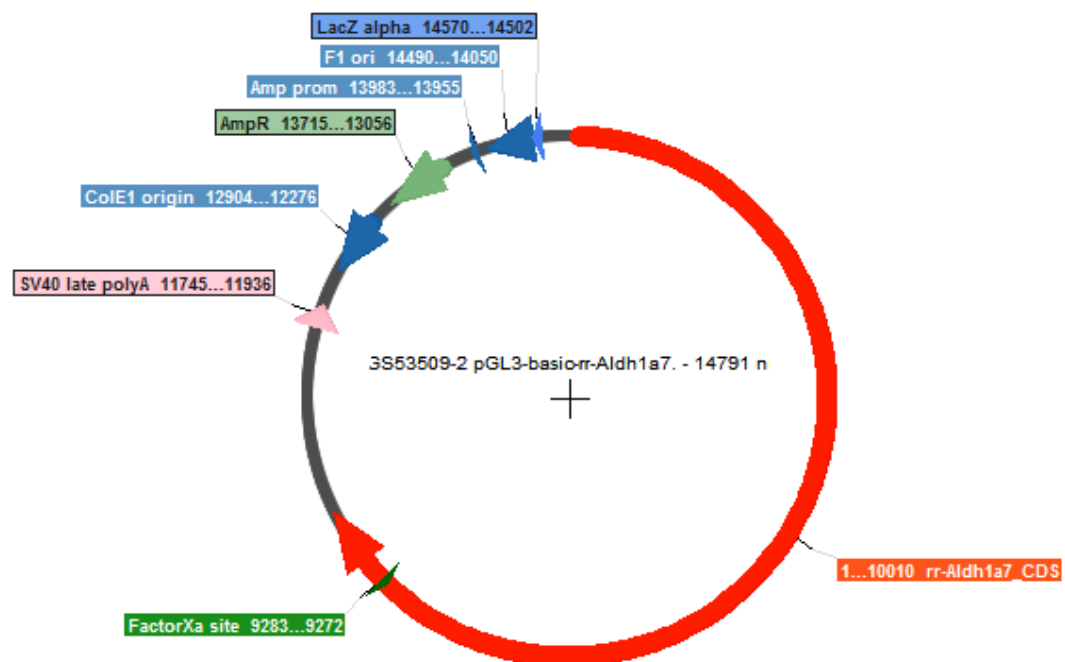 LacZ alpha 14570...14502
F1 ori 14490...14050
Amp prom 13983...13955
AmpR 13715...13056
ColE1 origin 12904...12276
SV40 late polyA 11745...11936
3S53509-2 pGL3-basic-rr-Aldh1a7. - 14791 n
1...10010 rr-Aldh1a7_CDS
FactorXa site 9283...9272